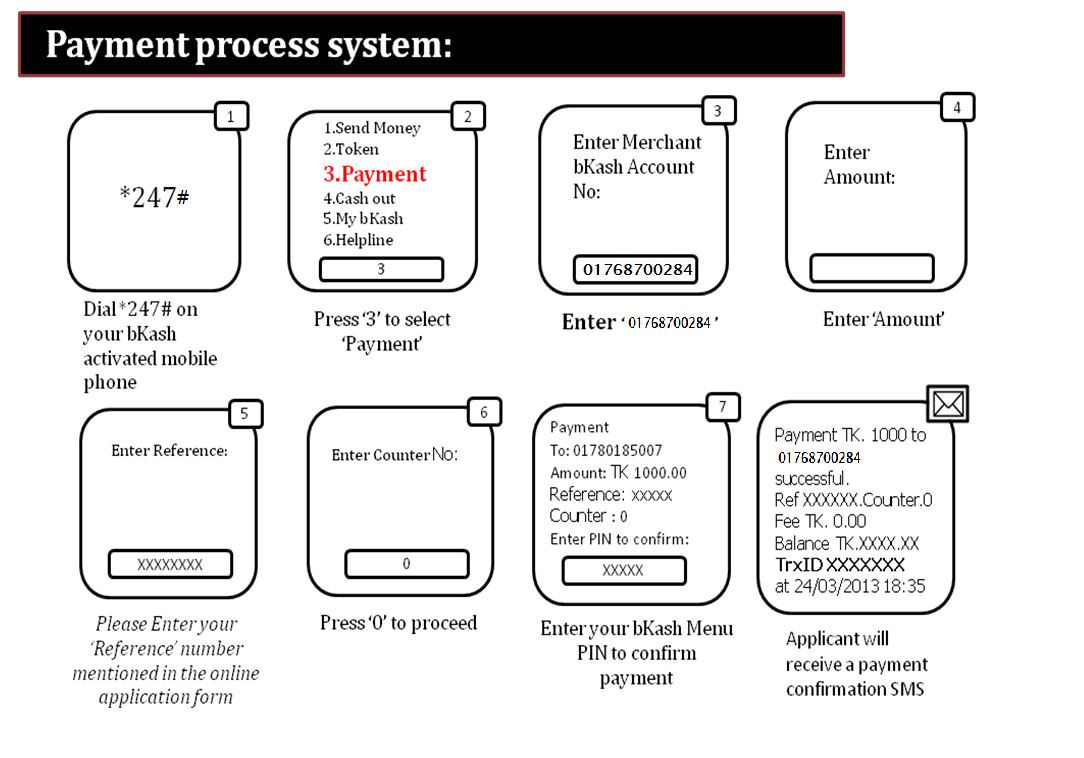 Payment process system:
1
*247#
Dial *247# on
your bKash
activated mobile
phone
2
1.Send Money
2.Token
3.Payment
4.Cash out
5.My bKash
6.Helpline
3
Press ‘3’ to select
‘Payment’
3
Enter Merchant
bKash Account
No:
01768700284
Enter ‘01768700284’
4
Enter
Amount:
Enter ‘Amount’
5
Enter Reference:
XXXXXXXX
Please Enter your
‘Reference’ number
mentioned in the online
application form
6
Enter Counter No:
0
Press ‘0’ to proceed
7
Payment
To: 01780185007
Amount: TK 1000.00
Reference: xxxxx
Counter : 0
Enter PIN to confirm:
XXXXX
Enter your bKash Menu
PIN to confirm
payment
Payment TK. 1000 to
01768700284
successful.
Ref XXXXXX.Counter.0
Fee TK. 0.00
Balance TK.XXXX.XX
TrxID XXXXXXX
at 24/03/2013 18:35
Applicant will
receive a payment
confirmation SMS